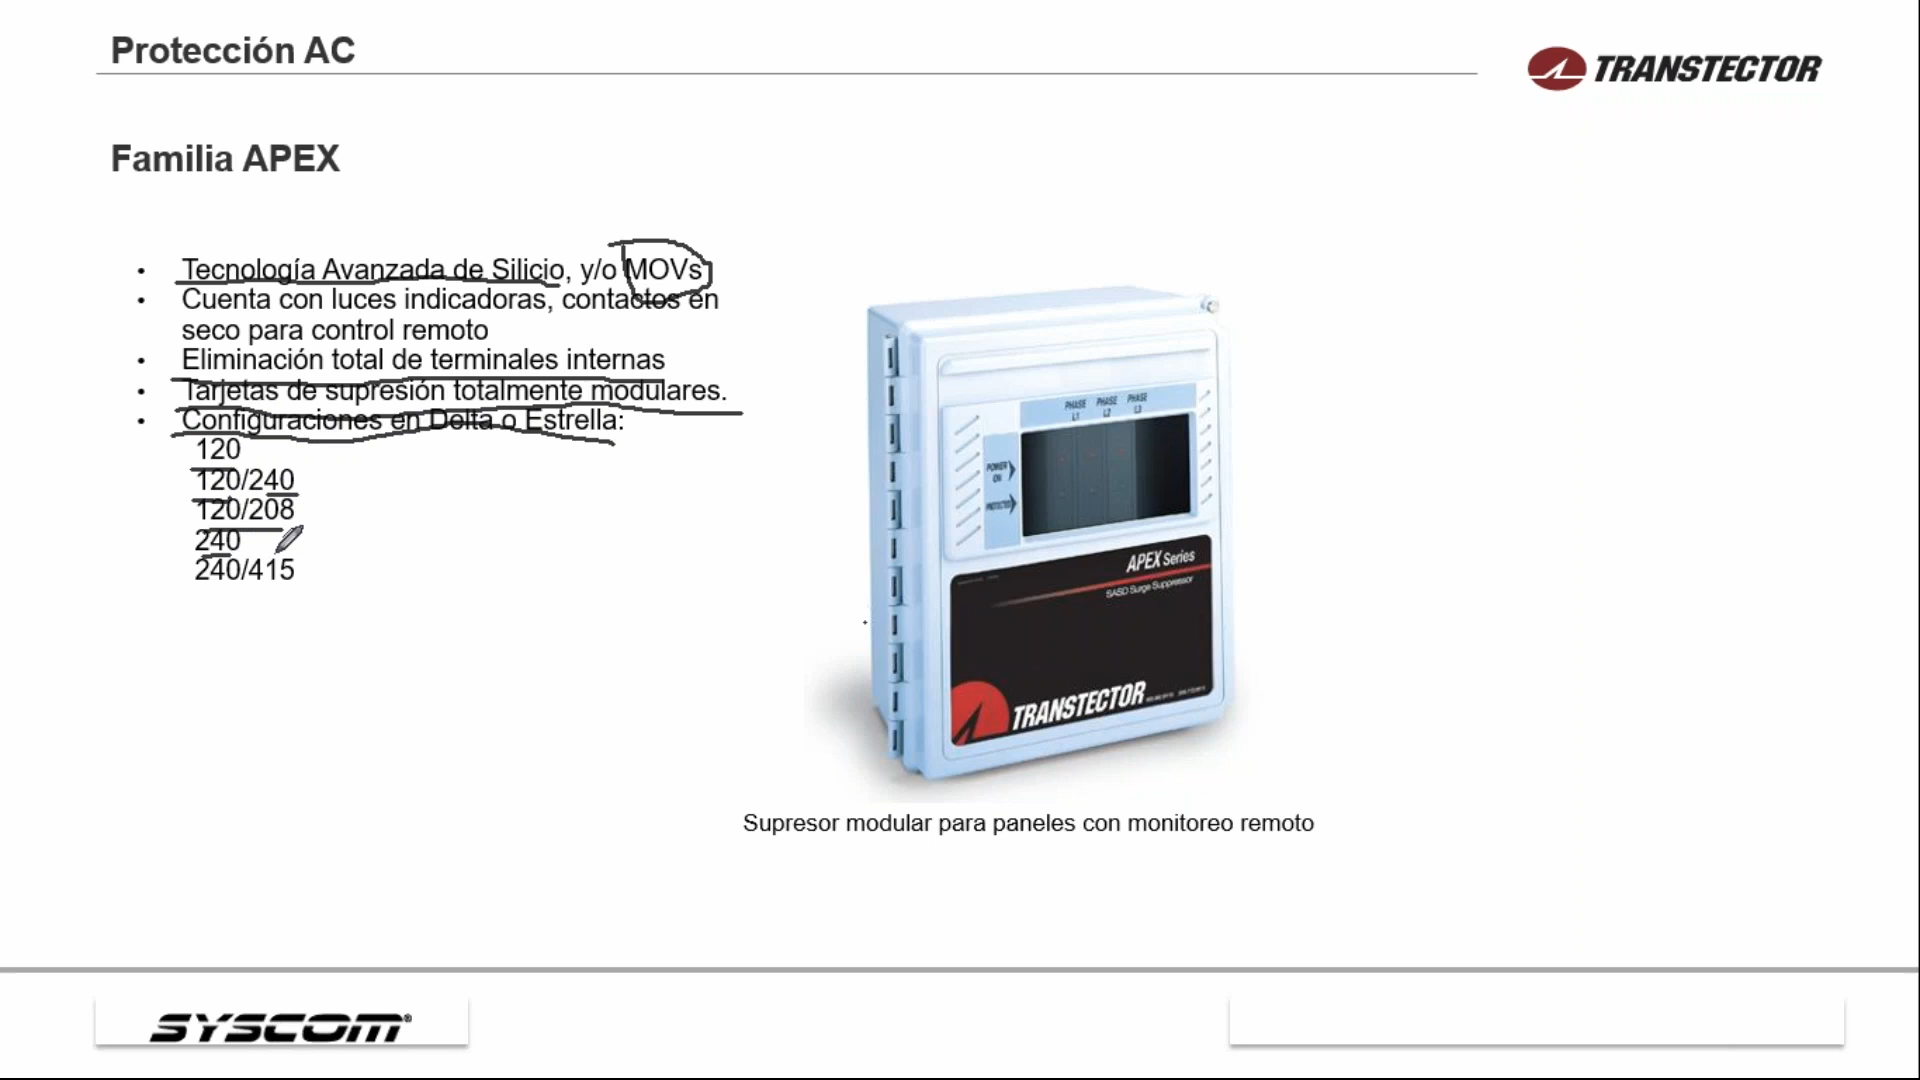 Protección AC
TRANSTECTOR
Familia APEX
• Tecnología Avanzada de Silicio, y/o MOVs
• Cuenta con luces indicadoras, contactos en
seco para control remoto
• Eliminación total de terminales internas
• Tarjetas de supresión totalmente modulares.
• Configuraciones en Delta o Estrella:
120
120/240
120/208
240
240/415
PHASE L1 PHASE L2 PHASE L3
POWER ON
PROTECTED
APEX Series
SASD Surge Suppressor
TRANSTECTOR
Supresor modular para paneles con monitoreo remoto
SYSCOM®